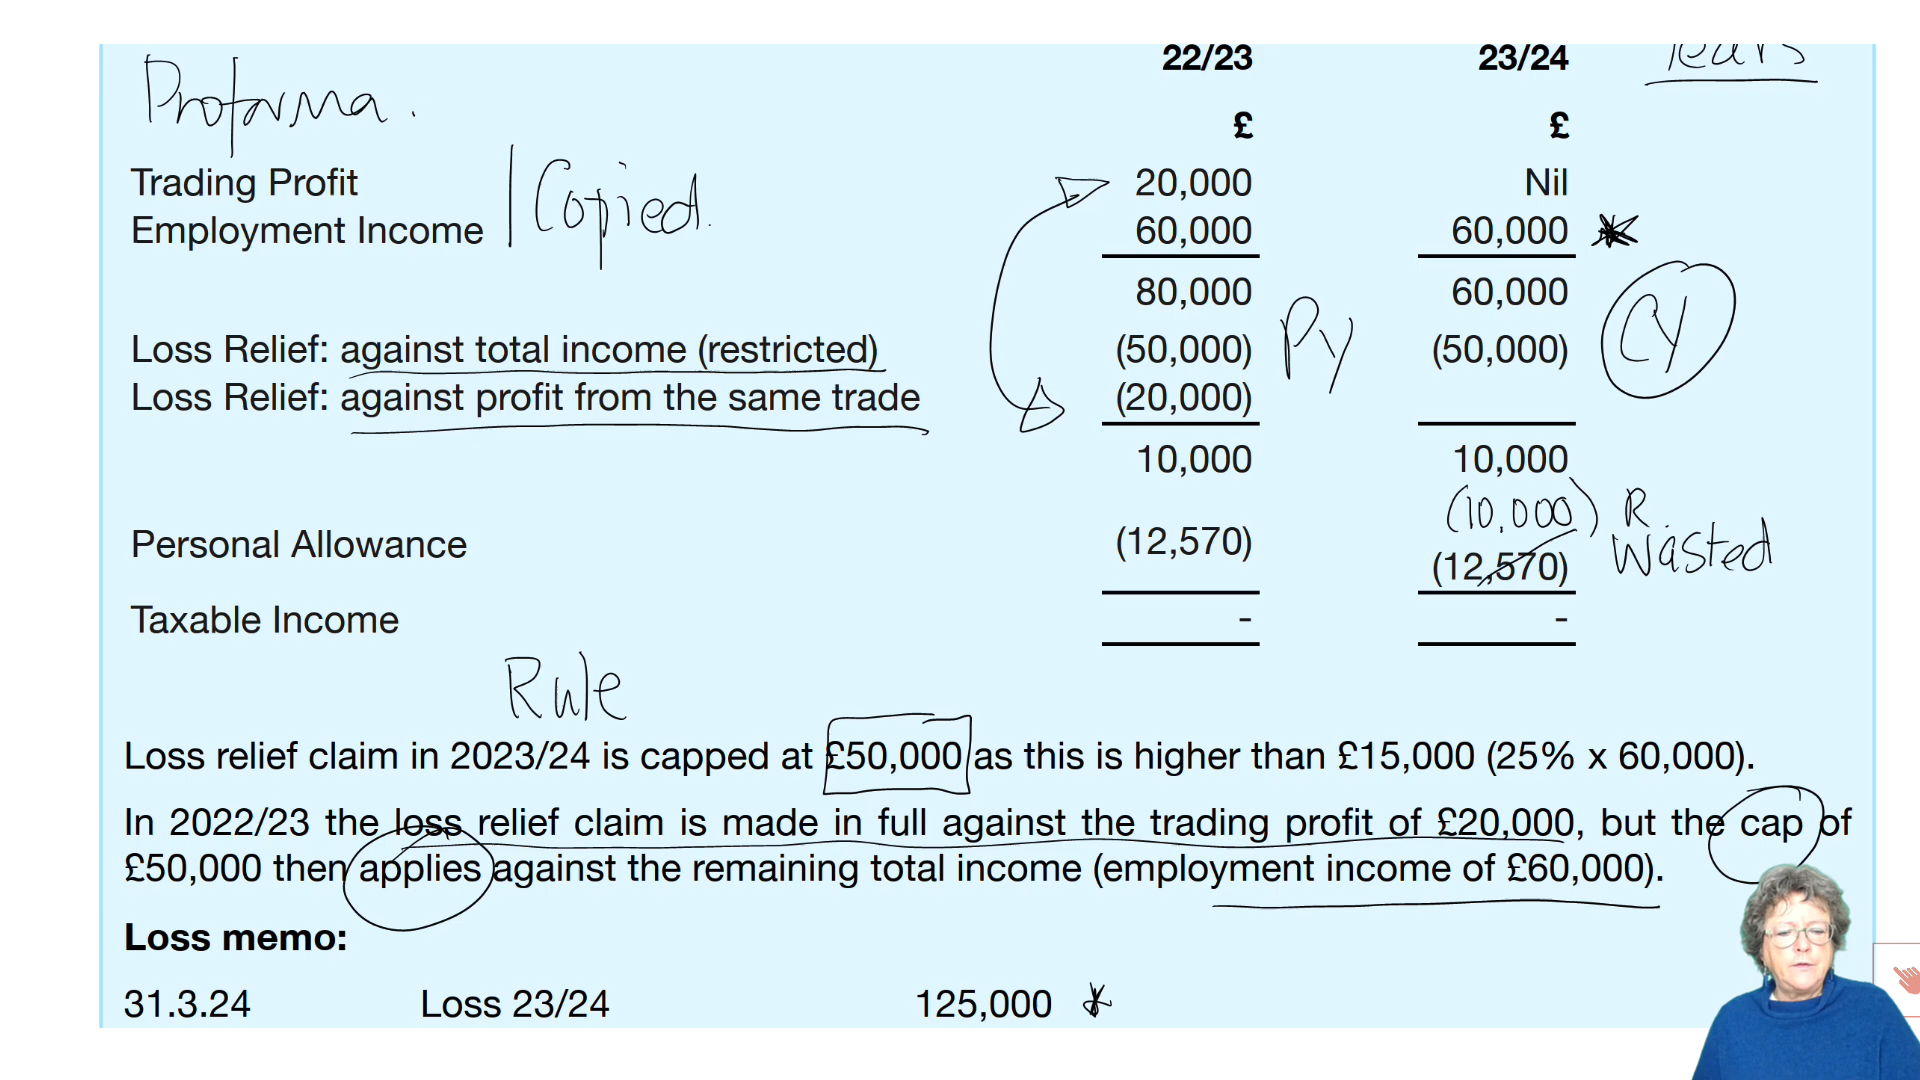 22/23 23/24 Years
Proforma.
£ £
Trading Profit 20,000 Nil
Copied.
Employment Income 60,000 60,000
80,000 60,000
Loss Relief: against total income (restricted) (50,000) PY (50,000) CY
Loss Relief: against profit from the same trade (20,000)
10,000 10,000
(10,000) R
Personal Allowance (12,570) (12,570) Wasted
Taxable Income - -
Rule
Loss relief claim in 2023/24 is capped at £50,000 as this is higher than £15,000 (25% x 60,000).
In 2022/23 the loss relief claim is made in full against the trading profit of £20,000, but the cap of
£50,000 then applies against the remaining total income (employment income of £60,000).
Loss memo:
31.3.24 Loss 23/24 125,000